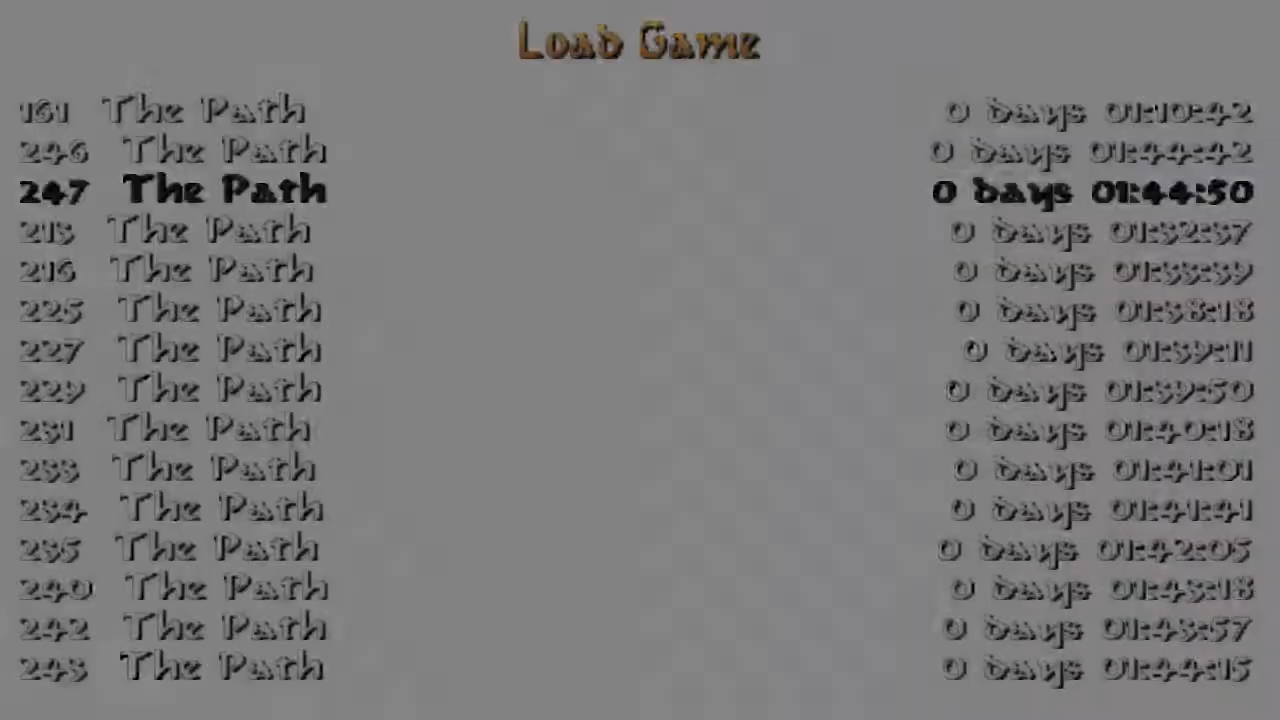 Load Game
161 The Path 0 days 01:10:42
246 The Path 0 days 01:44:42
247 The Path 0 days 01:44:50
213 The Path 0 days 01:32:37
216 The Path 0 days 01:33:39
225 The Path 0 days 01:38:18
227 The Path 0 days 01:39:11
229 The Path 0 days 01:39:50
231 The Path 0 days 01:40:18
233 The Path 0 days 01:41:01
234 The Path 0 days 01:41:41
235 The Path 0 days 01:42:05
240 The Path 0 days 01:43:18
242 The Path 0 days 01:43:57
243 The Path 0 days 01:44:15